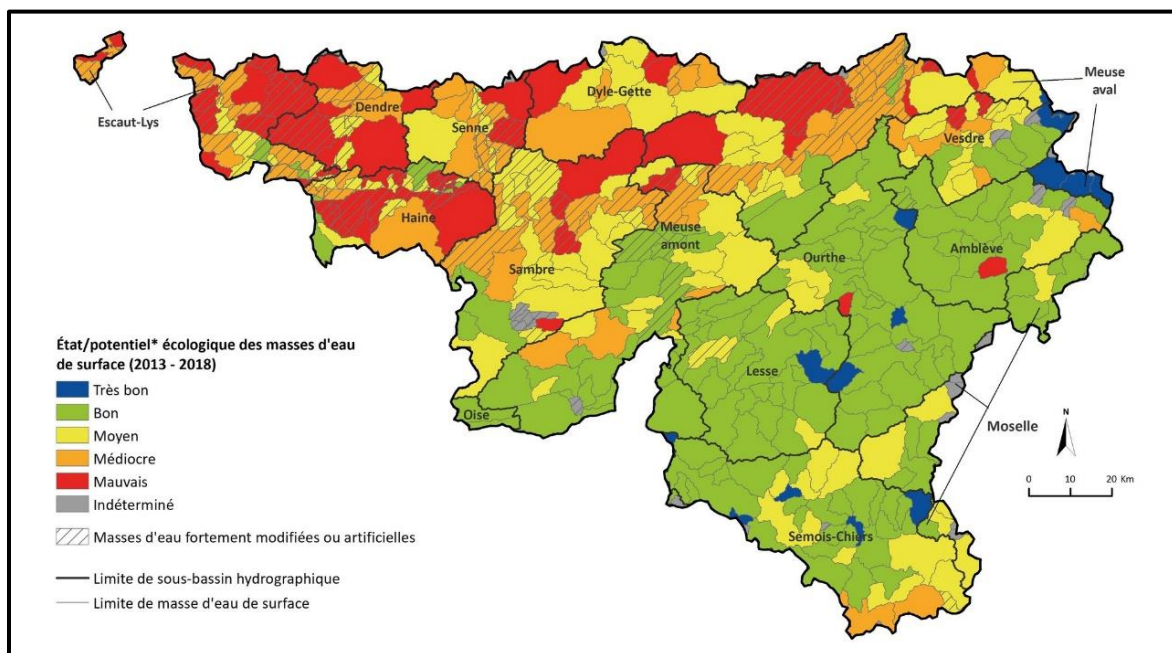 Escaut-Lys
Dendre
Senne
Dyle-Gette
Meuse
aval
Vesdre
Haine
Meuse
amont
Sambre
Ourthe
Amblève
Lesse
Oise
Moselle
Semois-Chiers
N
0 10 20 Km
État/potentiel* écologique des masses d'eau
de surface (2013 - 2018)
Très bon
Bon
Moyen
Médiocre
Mauvais
Indéterminé
Masses d'eau fortement modifiées ou artificielles
Limite de sous-bassin hydrographique
Limite de masse d'eau de surface